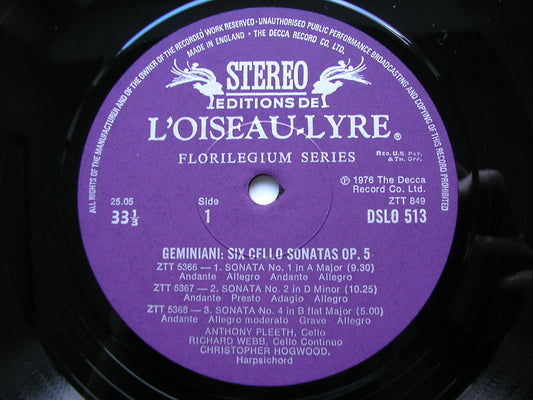 ALL RIGHTS OF THE MANUFACTURER AND OF THE OWNER OF THE RECORDED WORK RESERVED · UNAUTHORISED PUBLIC PERFORMANCE BROADCASTING AND COPYING OF THIS RECORD PROHIBITED
MADE IN ENGLAND · THE DECCA RECORD CO. LTD.
STEREO
EDITIONS DE
L'OISEAU-LYRE ®
FLORILEGIUM SERIES
REG. U.S. PAT. & TM. OFF.
℗ 1976 The Decca Record Co. Ltd.
25.05
33⅓
Side
1
ZTT 849
DSLO 513
GEMINIANI: SIX CELLO SONATAS OP. 5
ZTT 5366 — 1. SONATA No. 1 in A Major (9.30)
Andante Allegro Andante Allegro
ZTT 5367 — 2. SONATA No. 2 in D Minor (10.25)
Andante Presto Adagio Allegro
ZTT 5368 — 3. SONATA No. 4 in B flat Major (5.00)
Andante Allegro moderato Grave Allegro
ANTHONY PLEETH, Cello
RICHARD WEBB, Cello Continuo
CHRISTOPHER HOGWOOD,
Harpsichord